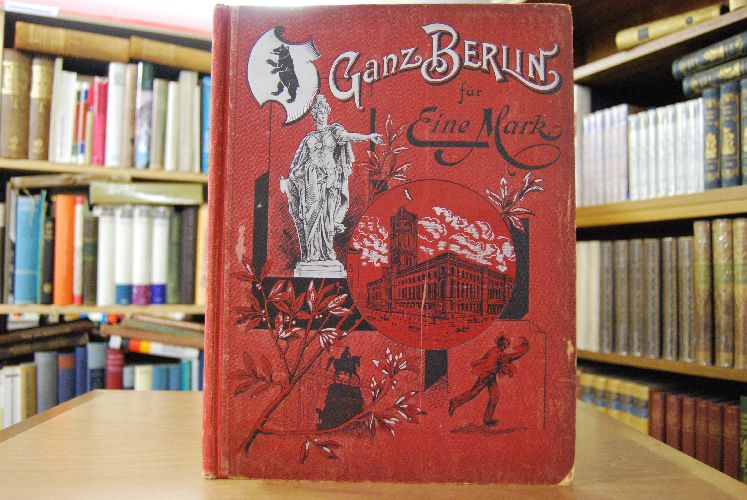 Ganz Berlin
für
Eine Mark